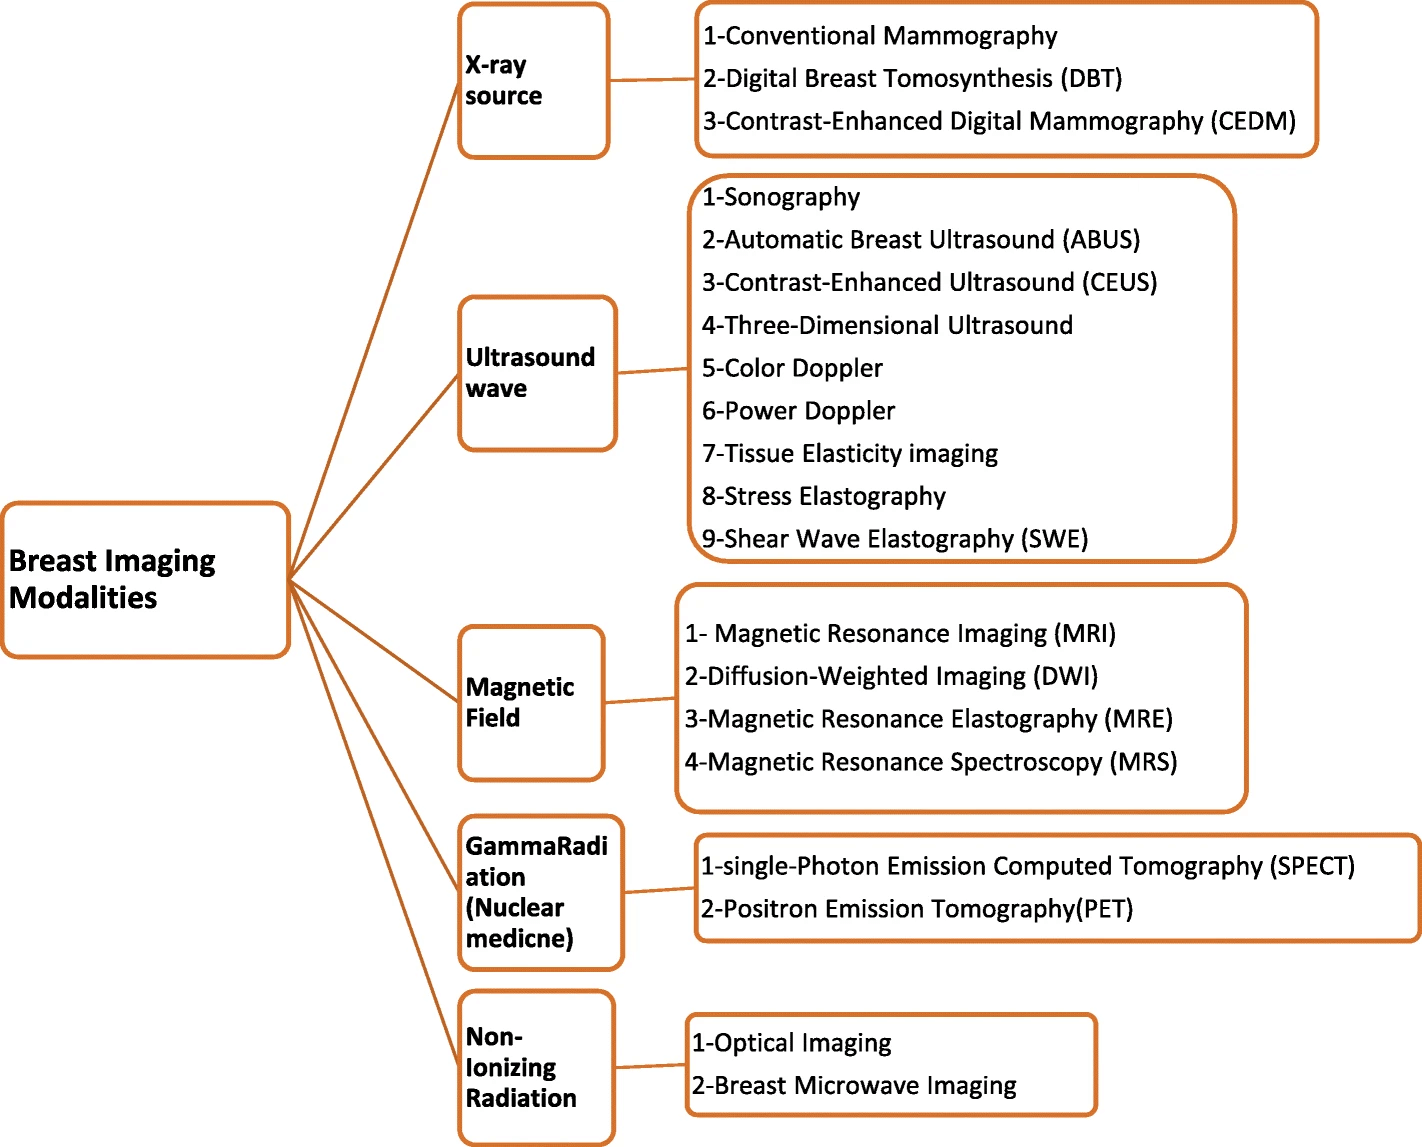 Breast Imaging
Modalities
X-ray
source
1-Conventional Mammography
2-Digital Breast Tomosynthesis (DBT)
3-Contrast-Enhanced Digital Mammography (CEDM)
Ultrasound
wave
1-Sonography
2-Automatic Breast Ultrasound (ABUS)
3-Contrast-Enhanced Ultrasound (CEUS)
4-Three-Dimensional Ultrasound
5-Color Doppler
6-Power Doppler
7-Tissue Elasticity imaging
8-Stress Elastography
9-Shear Wave Elastography (SWE)
Magnetic
Field
1- Magnetic Resonance Imaging (MRI)
2-Diffusion-Weighted Imaging (DWI)
3-Magnetic Resonance Elastography (MRE)
4-Magnetic Resonance Spectroscopy (MRS)
GammaRadi
ation
(Nuclear
medicne)
1-single-Photon Emission Computed Tomography (SPECT)
2-Positron Emission Tomography(PET)
Non-
Ionizing
Radiation
1-Optical Imaging
2-Breast Microwave Imaging